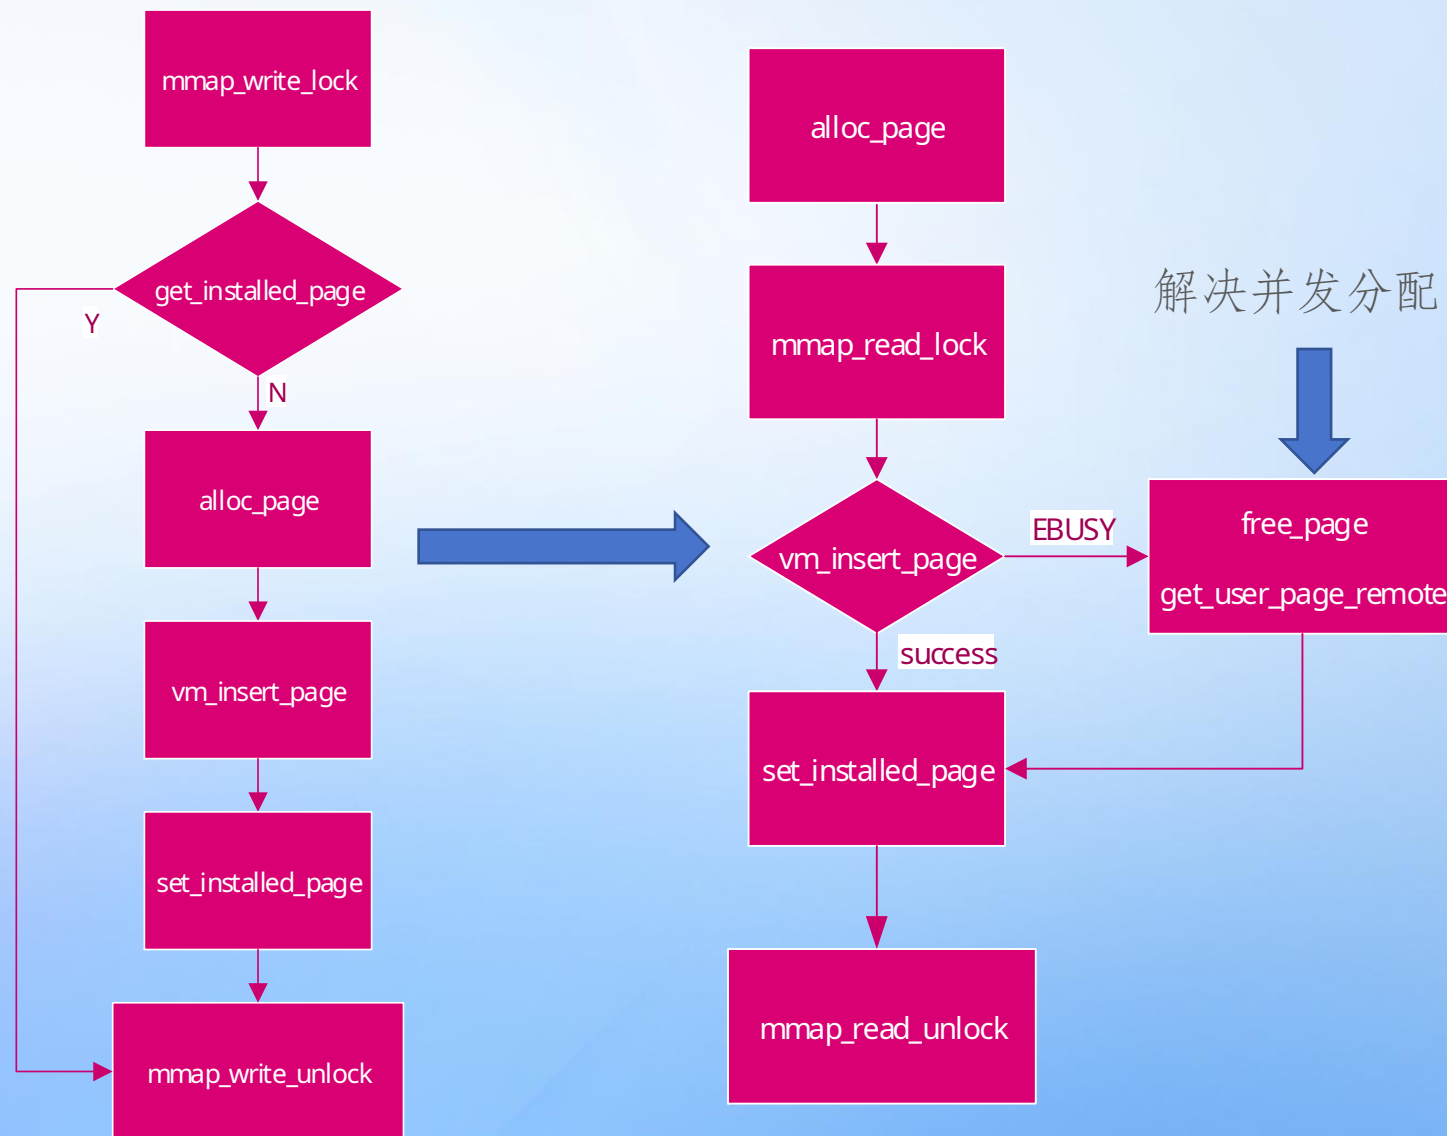 mmap_write_lock
get_installed_page
Y
N
alloc_page
vm_insert_page
set_installed_page
mmap_write_unlock
alloc_page
mmap_read_lock
vm_insert_page
EBUSY
success
set_installed_page
mmap_read_unlock
解决并发分配
free_page
get_user_page_remote